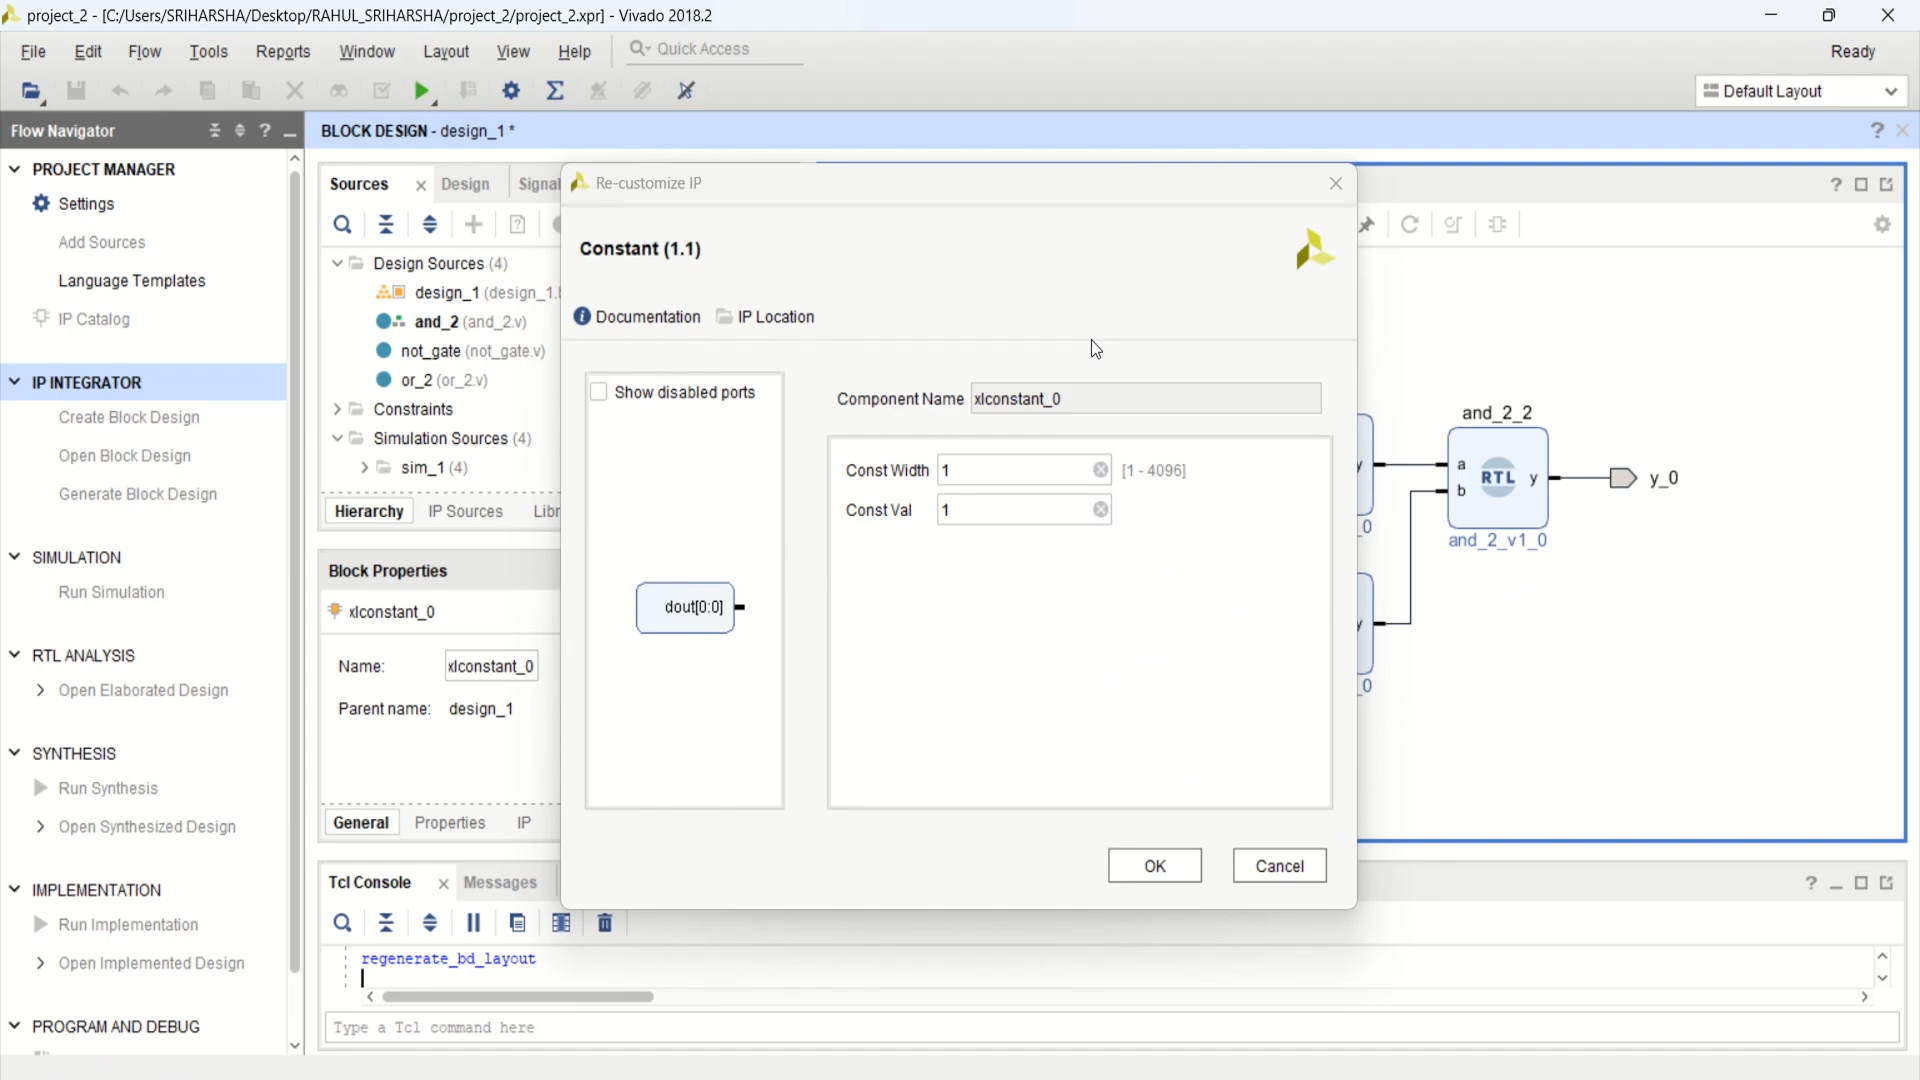 project_2 - [C:/Users/SRIHARSHA/Desktop/RAHUL_SRIHARSHA/project_2/project_2.xpr] - Vivado 2018.2
File Edit Flow Tools Reports Window Layout View Help Quick Access Ready
Default Layout
Flow Navigator
PROJECT MANAGER
Settings
Add Sources
Language Templates
IP Catalog
IP INTEGRATOR
Create Block Design
Open Block Design
Generate Block Design
SIMULATION
Run Simulation
RTL ANALYSIS
Open Elaborated Design
SYNTHESIS
Run Synthesis
Open Synthesized Design
IMPLEMENTATION
Run Implementation
Open Implemented Design
PROGRAM AND DEBUG
BLOCK DESIGN - design_1 *
Sources Design Signal
Design Sources (4)
design_1 (design_1.
and_2 (and_2.v)
not_gate (not_gate.v)
or_2 (or_2.v)
Constraints
Simulation Sources (4)
sim_1 (4)
Hierarchy IP Sources Libr
Block Properties
xlconstant_0
Name: xlconstant_0
Parent name: design_1
General Properties IP
Re-customize IP
Constant (1.1)
Documentation IP Location
Show disabled ports
dout[0:0]
Component Name xlconstant_0
Const Width 1 [1 - 4096]
Const Val 1
OK Cancel
y
_0
y
_0
and_2_2
a
b
RTL
y
and_2_v1_0
y_0
Tcl Console Messages
regenerate_bd_layout
Type a Tcl command here